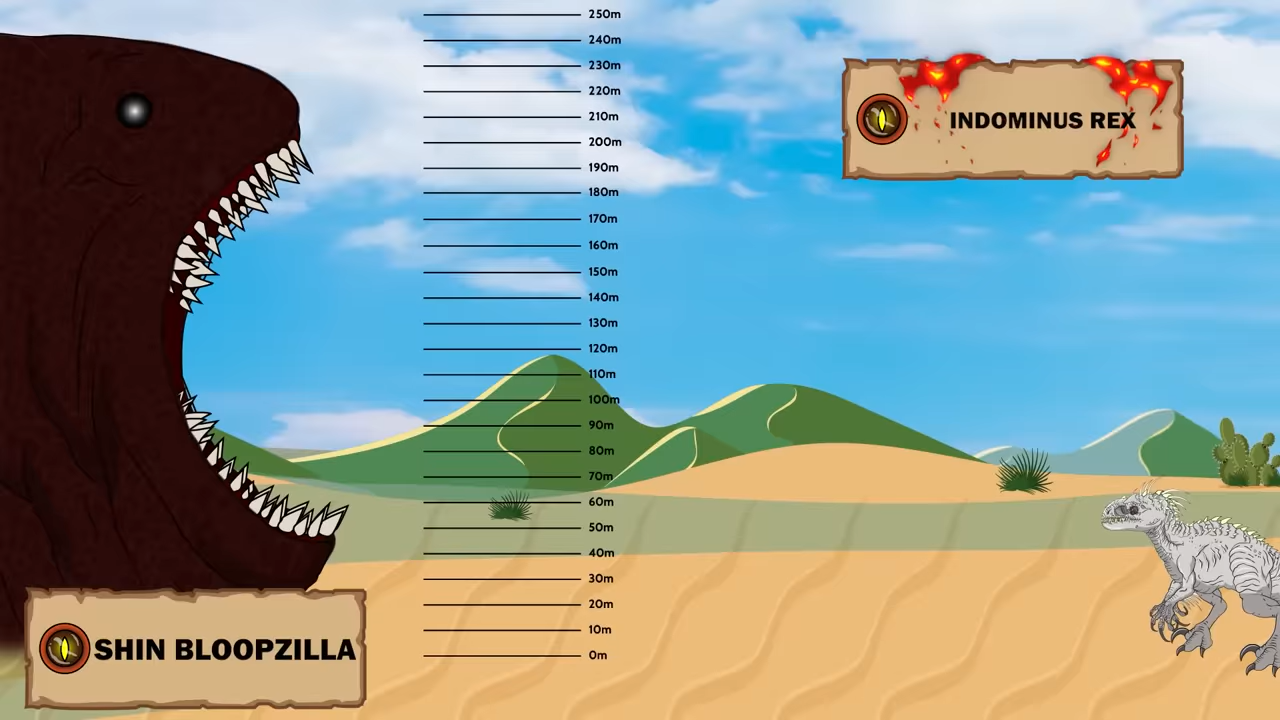 250m
240m
230m
220m
210m
200m
190m
180m
170m
160m
150m
140m
130m
120m
110m
100m
90m
80m
70m
60m
50m
40m
30m
20m
10m
0m
INDOMINUS REX
SHIN BLOOPZILLA